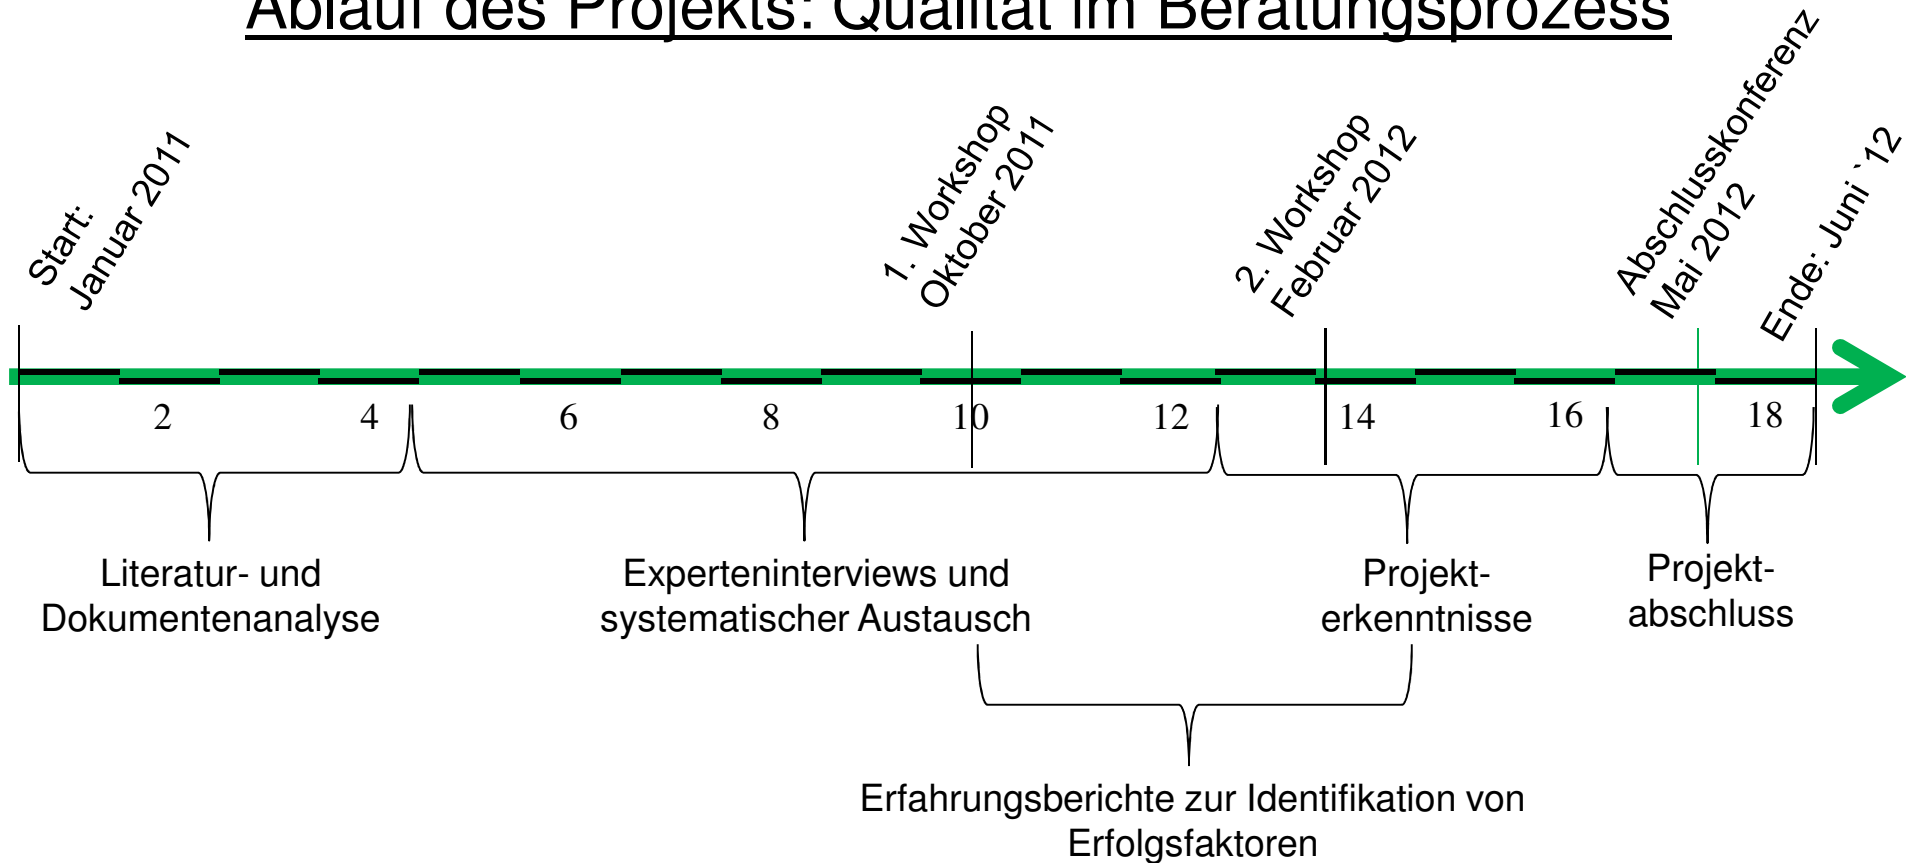 Ablauf des Projekts: Qualität im Beratungsprozess
Start:
Januar 2011
1. Workshop
Oktober 2011
2. Workshop
Februar 2012
Abschlusskonferenz
Mai 2012
Ende: Juni `12
2 4 6 8 10 12 14 16 18
Literatur- und
Dokumentenanalyse
Experteninterviews und
systematischer Austausch
Projekt-
erkenntnisse
Projekt-
abschluss
Erfahrungsberichte zur Identifikation von
Erfolgsfaktoren